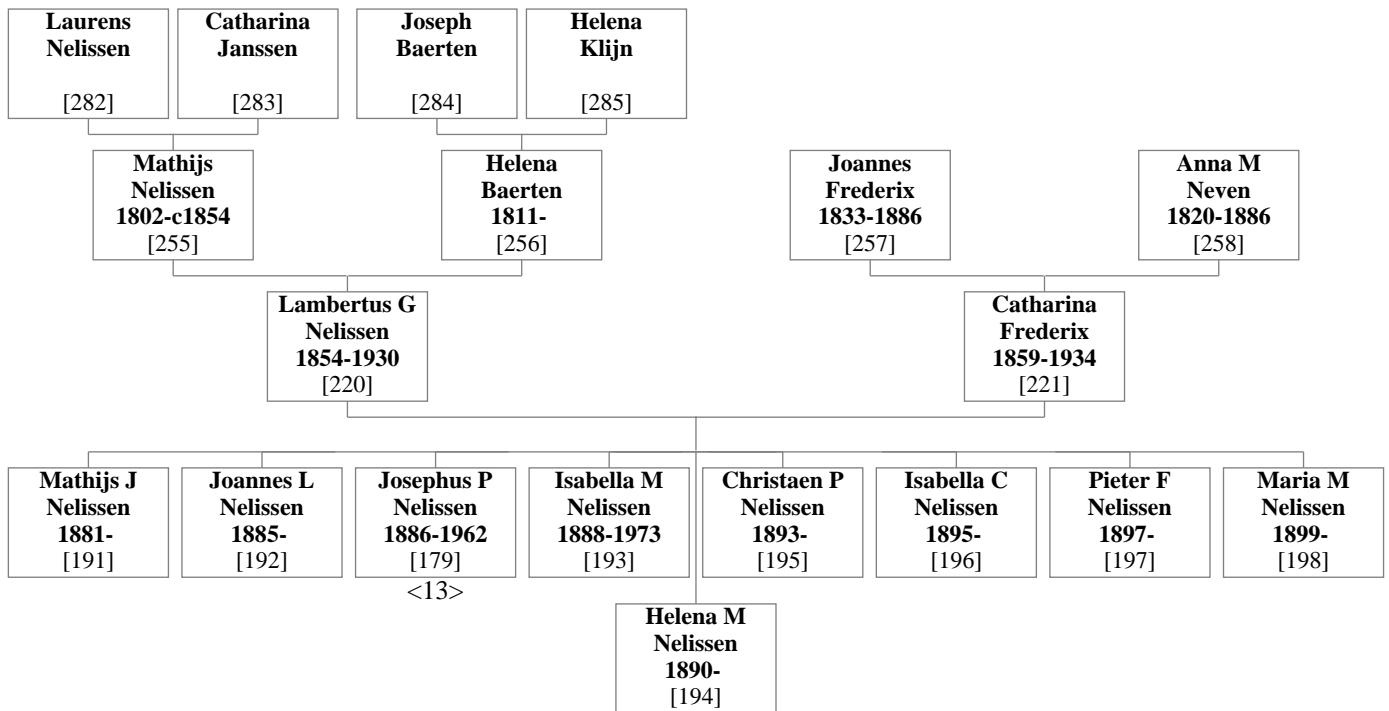 Laurens
Nelissen
[282]
Catharina
Janssen
[283]
Joseph
Baerten
[284]
Helena
Klijn
[285]
Mathijs
Nelissen
1802-c1854
[255]
Helena
Baerten
1811-
[256]
Joannes
Frederix
1833-1886
[257]
Anna M
Neven
1820-1886
[258]
Lambertus G
Nelissen
1854-1930
[220]
Catharina
Frederix
1859-1934
[221]
Mathijs J
Nelissen
1881-
[191]
Joannes L
Nelissen
1885-
[192]
Josephus P
Nelissen
1886-1962
[179]
<13>
Isabella M
Nelissen
1888-1973
[193]
Christaen P
Nelissen
1893-
[195]
Isabella C
Nelissen
1895-
[196]
Pieter F
Nelissen
1897-
[197]
Maria M
Nelissen
1899-
[198]
Helena M
Nelissen
1890-
[194]